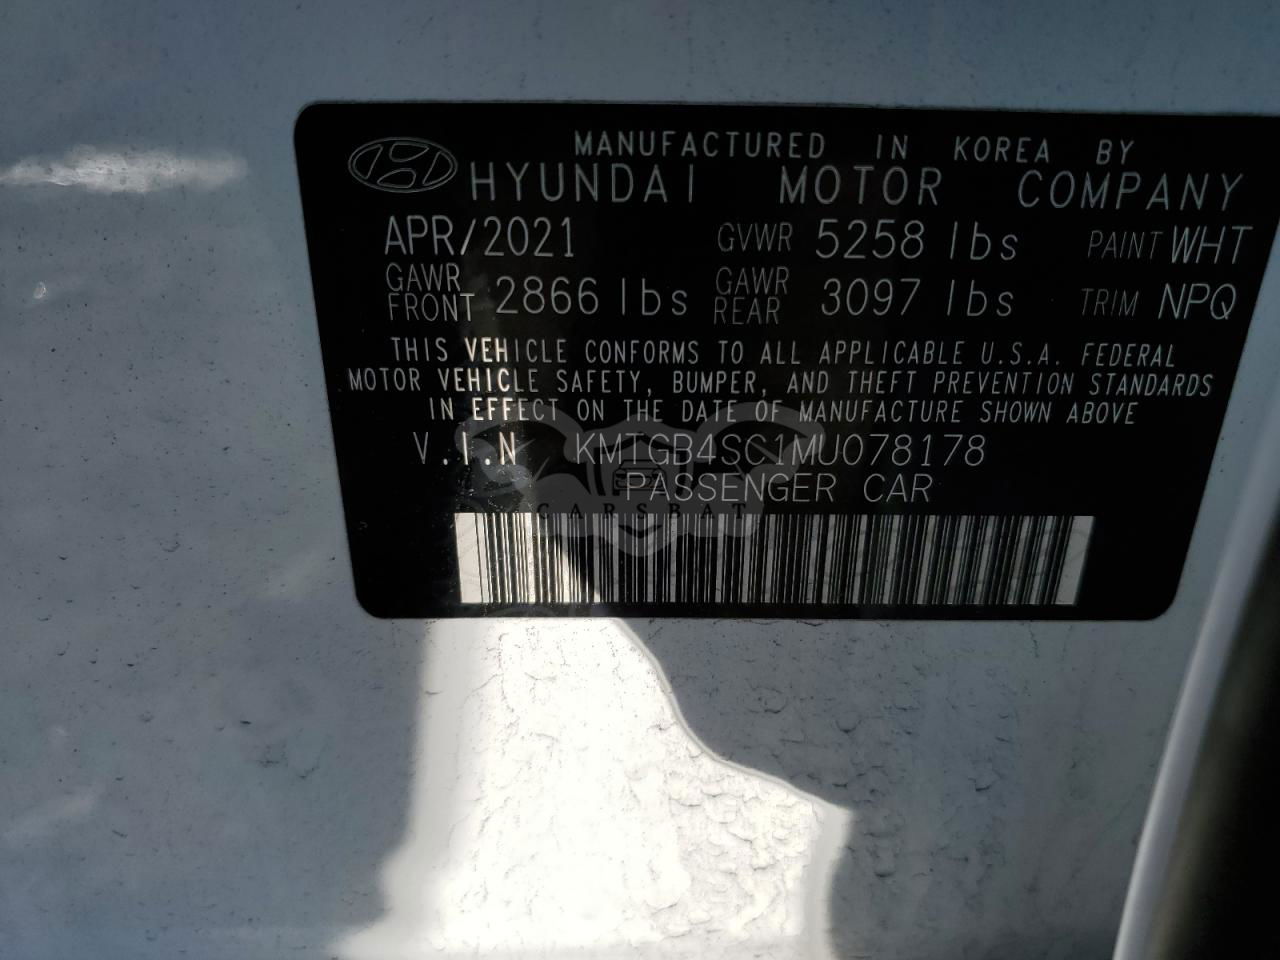 MANUFACTURED IN KOREA BY
HYUNDAI MOTOR COMPANY
APR/2021 GVWR 5258 lbs PAINT WHT
GAWR FRONT 2866 lbs GAWR REAR 3097 lbs TRIM NPQ
THIS VEHICLE CONFORMS TO ALL APPLICABLE U.S.A. FEDERAL
MOTOR VEHICLE SAFETY, BUMPER, AND THEFT PREVENTION STANDARDS
IN EFFECT ON THE DATE OF MANUFACTURE SHOWN ABOVE
V.I.N KMTGB4SC1MU078178
PASSENGER CAR
CARSBAT